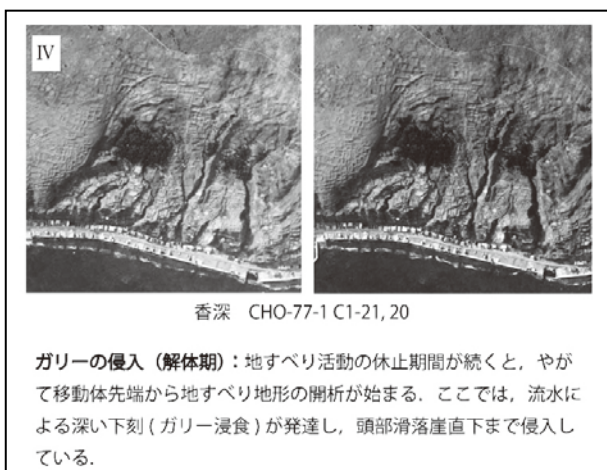 IV
香深　CHO-77-1 C1-21, 20
ガリーの侵入（解体期）：地すべり活動の休止期間が続くと，やが
て移動体先端から地すべり地形の開析が始まる．ここでは，流水に
よる深い下刻 ( ガリー浸食 ) が発達し，頭部滑落崖直下まで侵入し
ている．